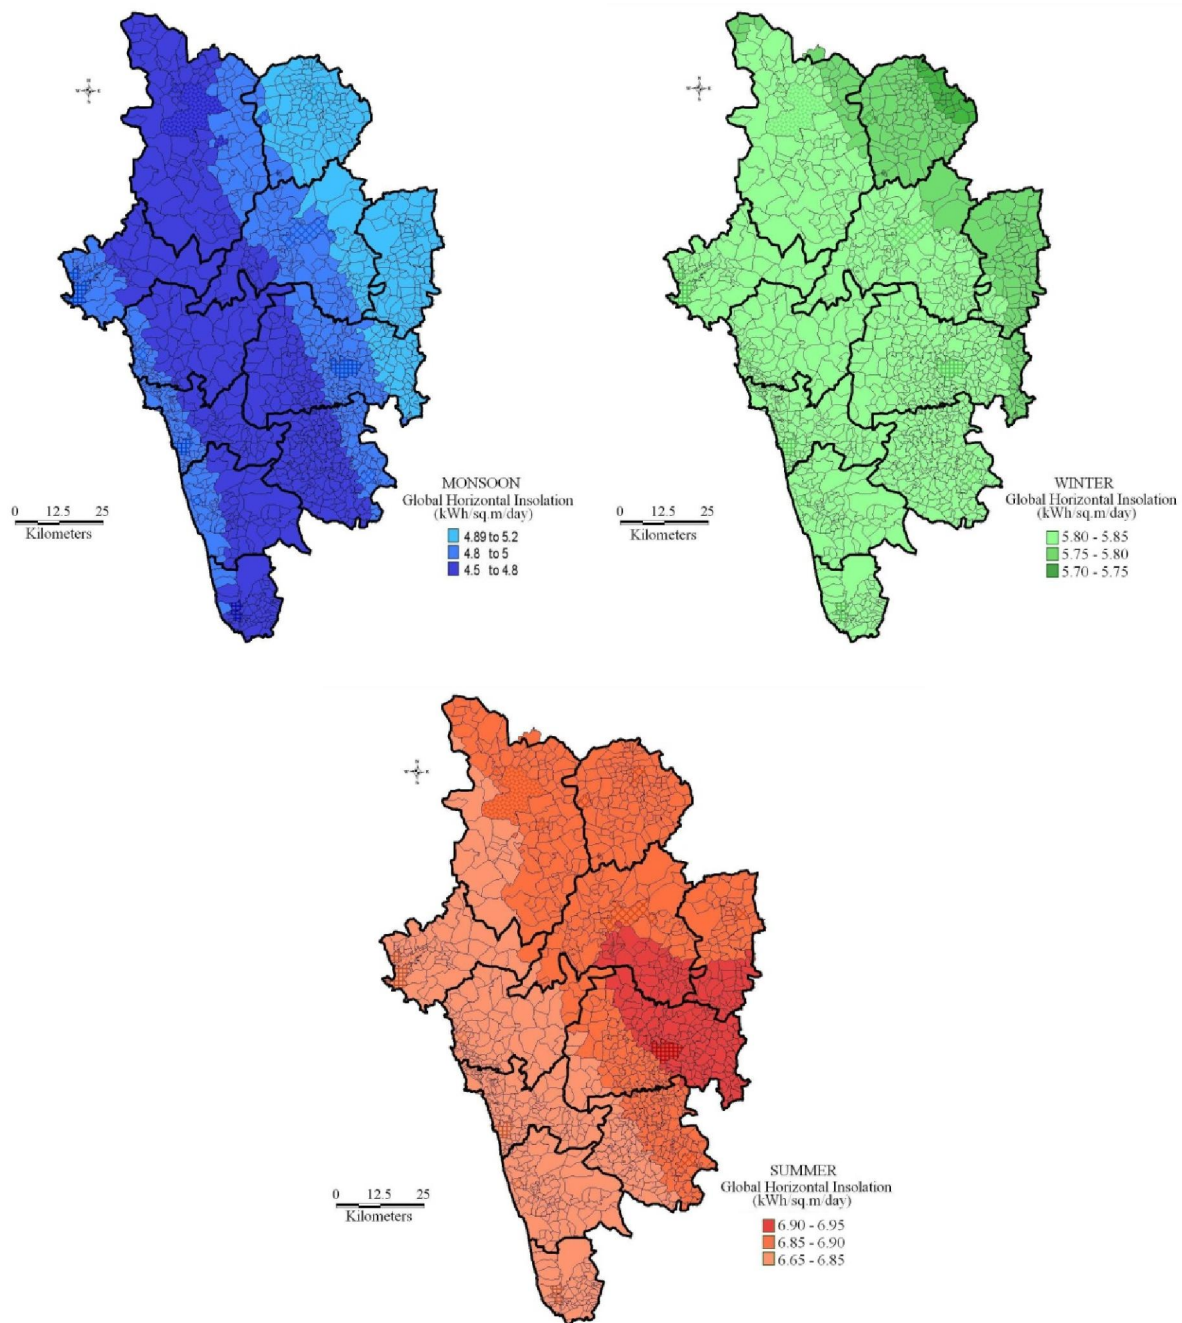 MONSOON
Global Horizontal Insolation
(kWh/sq.m/day)
4.89 to 5.2
4.8 to 5
4.5 to 4.8
0 12.5 25
Kilometers
WINTER
Global Horizontal Insolation
(kWh/sq.m/day)
5.80 - 5.85
5.75 - 5.80
5.70 - 5.75
0 12.5 25
Kilometers
SUMMER
Global Horizontal Insolation
(kWh/sq.m/day)
6.90 - 6.95
6.85 - 6.90
6.65 - 6.85
0 12.5 25
Kilometers